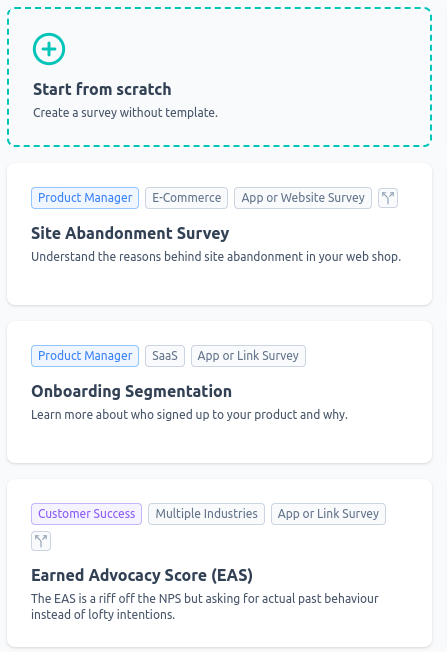 Start from scratch
Create a survey without template.
Product Manager E-Commerce App or Website Survey
Site Abandonment Survey
Understand the reasons behind site abandonment in your web shop.
Product Manager SaaS App or Link Survey
Onboarding Segmentation
Learn more about who signed up to your product and why.
Customer Success Multiple Industries App or Link Survey
Earned Advocacy Score (EAS)
The EAS is a riff off the NPS but asking for actual past behaviour
instead of lofty intentions.